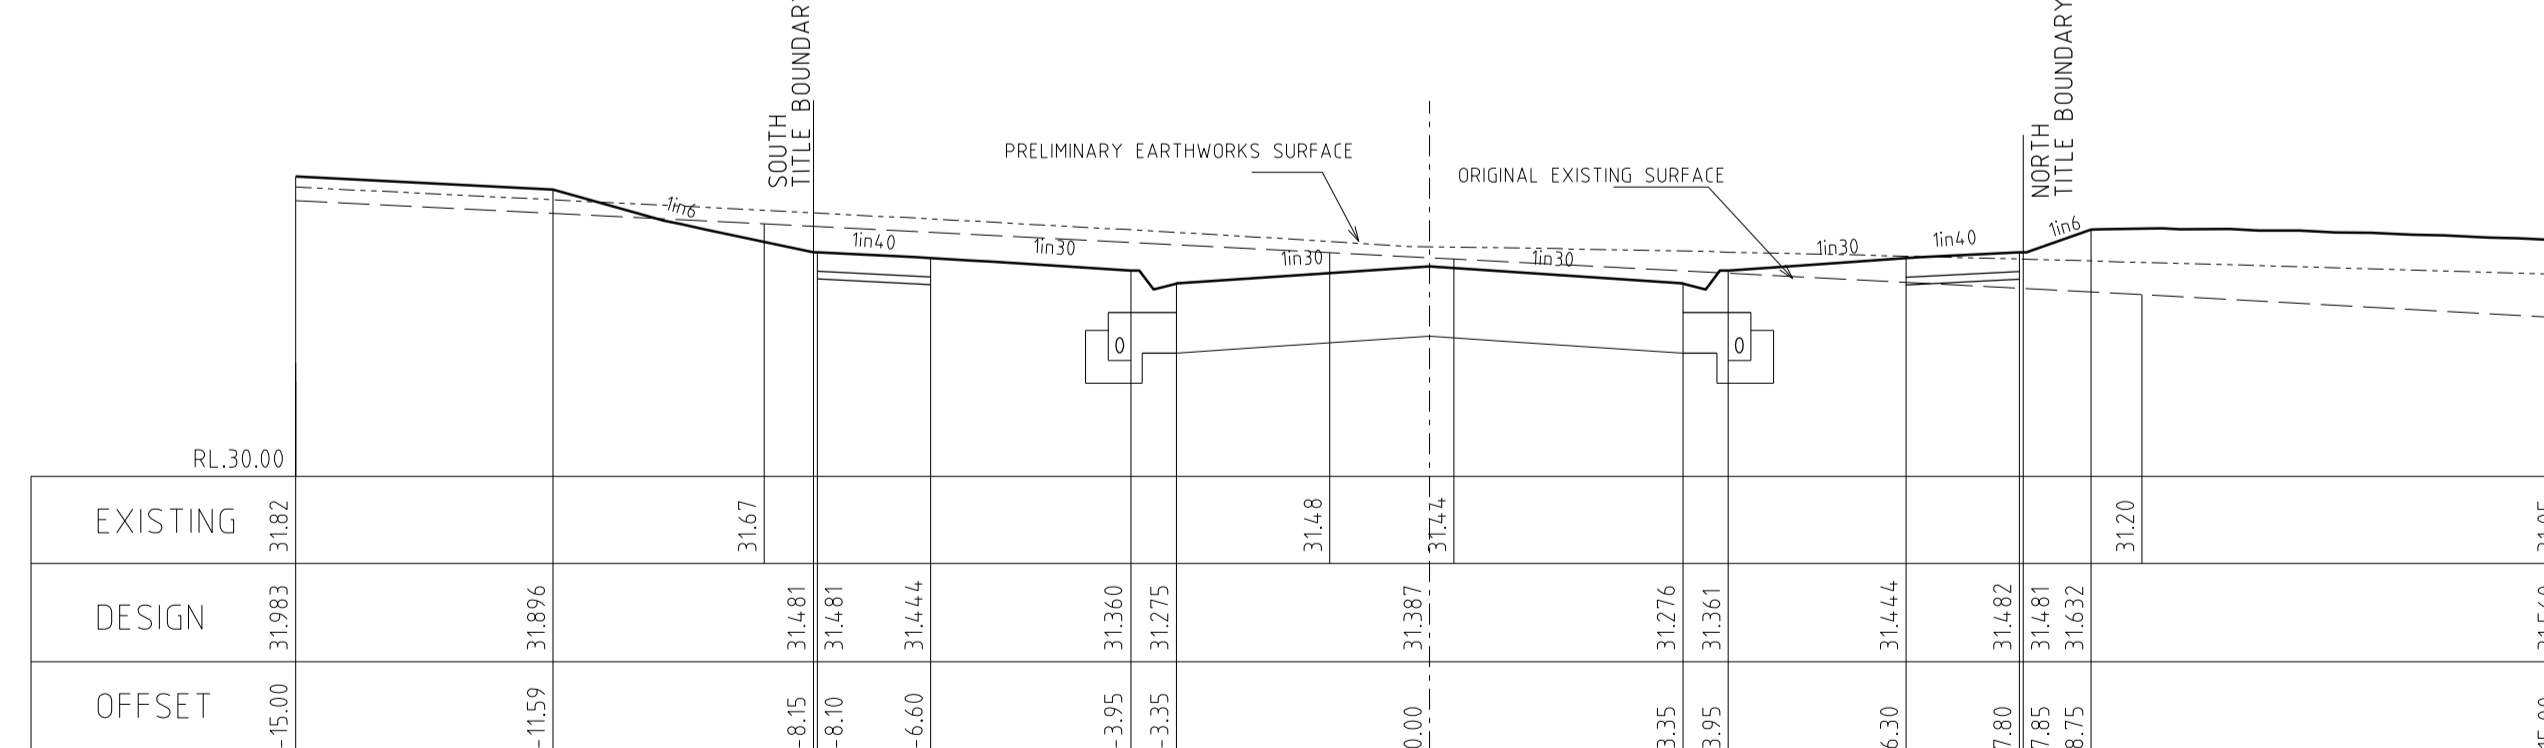 SOUTH
TITLE BOUNDARY
NORTH
TITLE BOUNDARY
PRELIMINARY EARTHWORKS SURFACE
ORIGINAL EXISTING SURFACE
1in6
1in40
1in30
1in30
1in30
1in30
1in40
1in6
0
0
RL.30.00
EXISTING 31.82 31.67 31.48 31.44 31.20
DESIGN 31.983 31.896 31.481 31.481 31.444 31.360 31.275 31.387 31.276 31.361 31.444 31.482 31.481 31.632
OFFSET -15.00 -11.59 -8.15 -8.10 -6.60 -3.95 -3.35 0.00 3.35 3.95 6.30 7.80 7.85 8.75